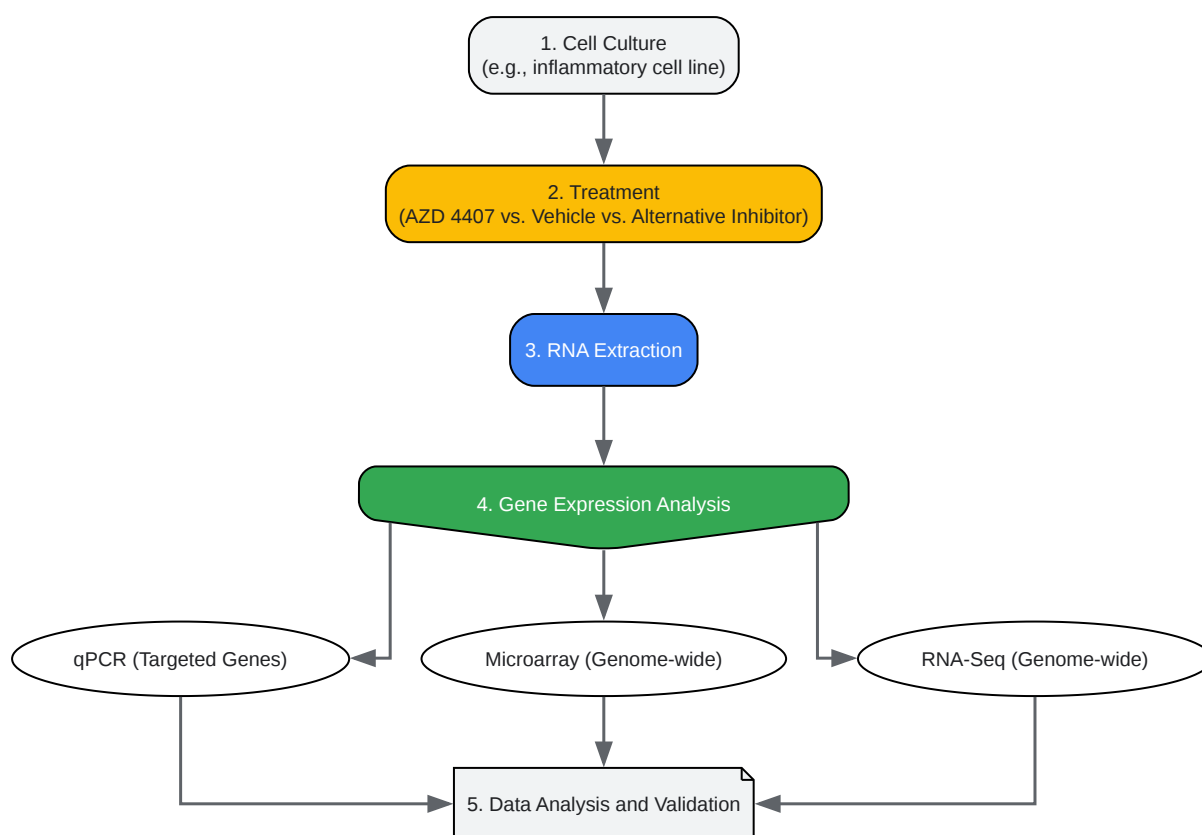 1. Cell Culture
(e.g., inflammatory cell line)
2. Treatment
(AZD 4407 vs. Vehicle vs. Alternative Inhibitor)
3. RNA Extraction
4. Gene Expression Analysis
qPCR (Targeted Genes)
Microarray (Genome-wide)
RNA-Seq (Genome-wide)
5. Data Analysis and Validation